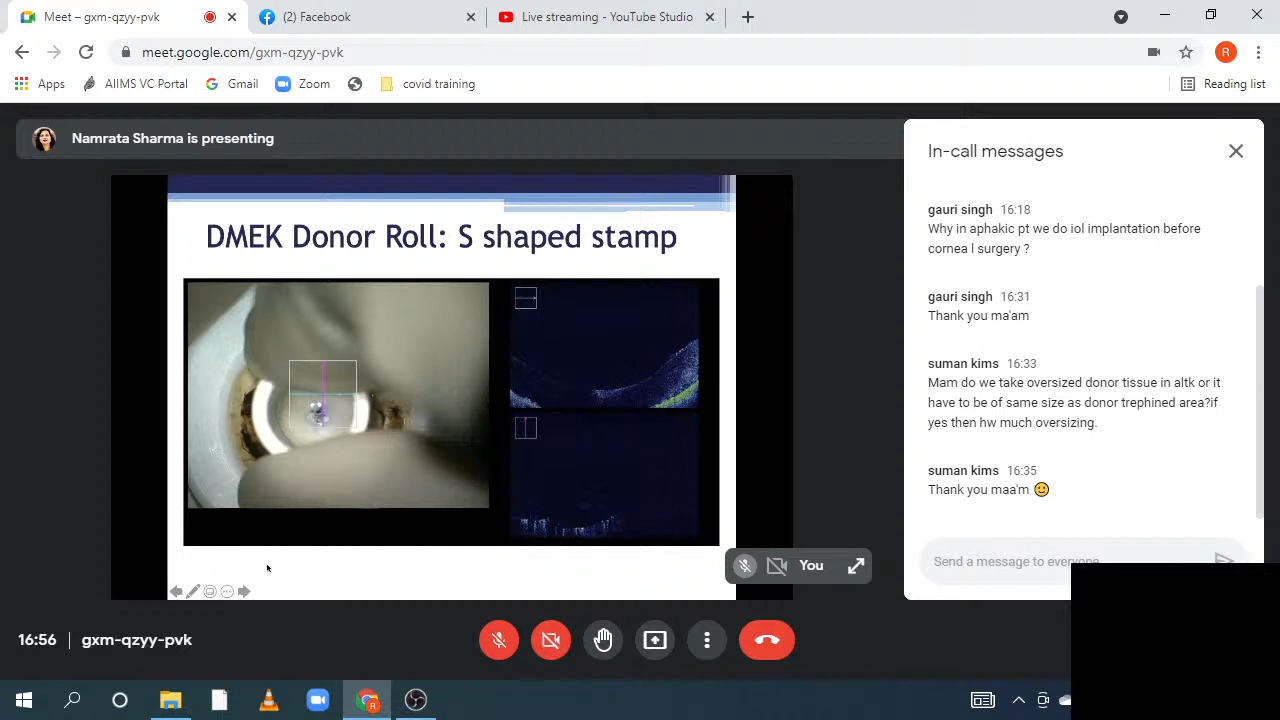 Meet – gxm-qzyy-pvk
(2) Facebook
Live streaming - YouTube Studio
meet.google.com/gxm-qzyy-pvk
R
Apps
AIIMS VC Portal
Gmail
Zoom
covid training
Reading list
Namrata Sharma is presenting
DMEK Donor Roll: S shaped stamp
You
In-call messages
gauri singh 16:18
Why in aphakic pt we do iol implantation before
cornea l surgery ?
gauri singh 16:31
Thank you ma'am
suman kims 16:33
Mam do we take oversized donor tissue in altk or it
have to be of same size as donor trephined area?if
yes then hw much oversizing.
suman kims 16:35
Thank you maa'm 🙂
Send a message to everyone
16:56 | gxm-qzyy-pvk
R